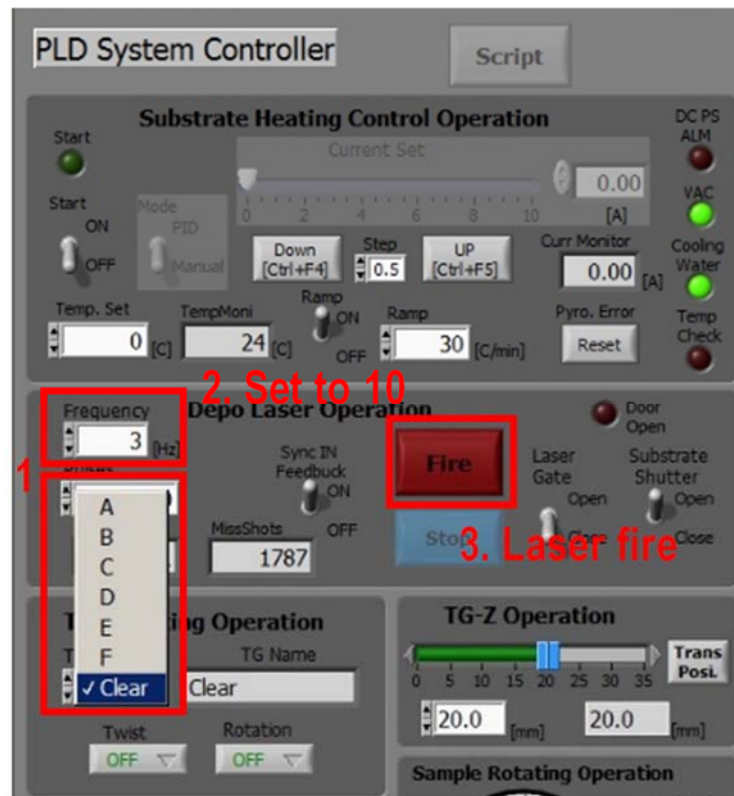 PLD System Controller
Script
Substrate Heating Control Operation
DC PS
ALM
Start
Current Set
0.00
[A]
0 2 4 6 8 10
VAC
Start
ON
OFF
Mode
PID
Manual
Down
[Ctrl+F4]
Step
0.5
UP
[Ctrl+F5]
Curr Monitor
0.00 [A]
Cooling
Water
Temp. Set
0 [C]
TempMoni
24 [C]
Ramp
ON
OFF
Ramp
30 [C/min]
Pyro. Error
Reset
Temp
Check
2. Set to 10
Frequency
3 [Hz]
Depo Laser Operation
Fire
Door
Open
1
Sync IN
Feedbuck
ON
OFF
Laser
Gate
Open
Close
Substrate
Shutter
Open
Close
MissShots
1787
Stop
3. Laser fire
A
B
C
D
E
F
✓ Clear
ing Operation
TG Name
Clear
Twist
OFF
Rotation
OFF
TG-Z Operation
0 5 10 15 20 25 30 35
Trans
Posi.
20.0 [mm]
20.0 [mm]
Sample Rotating Operation